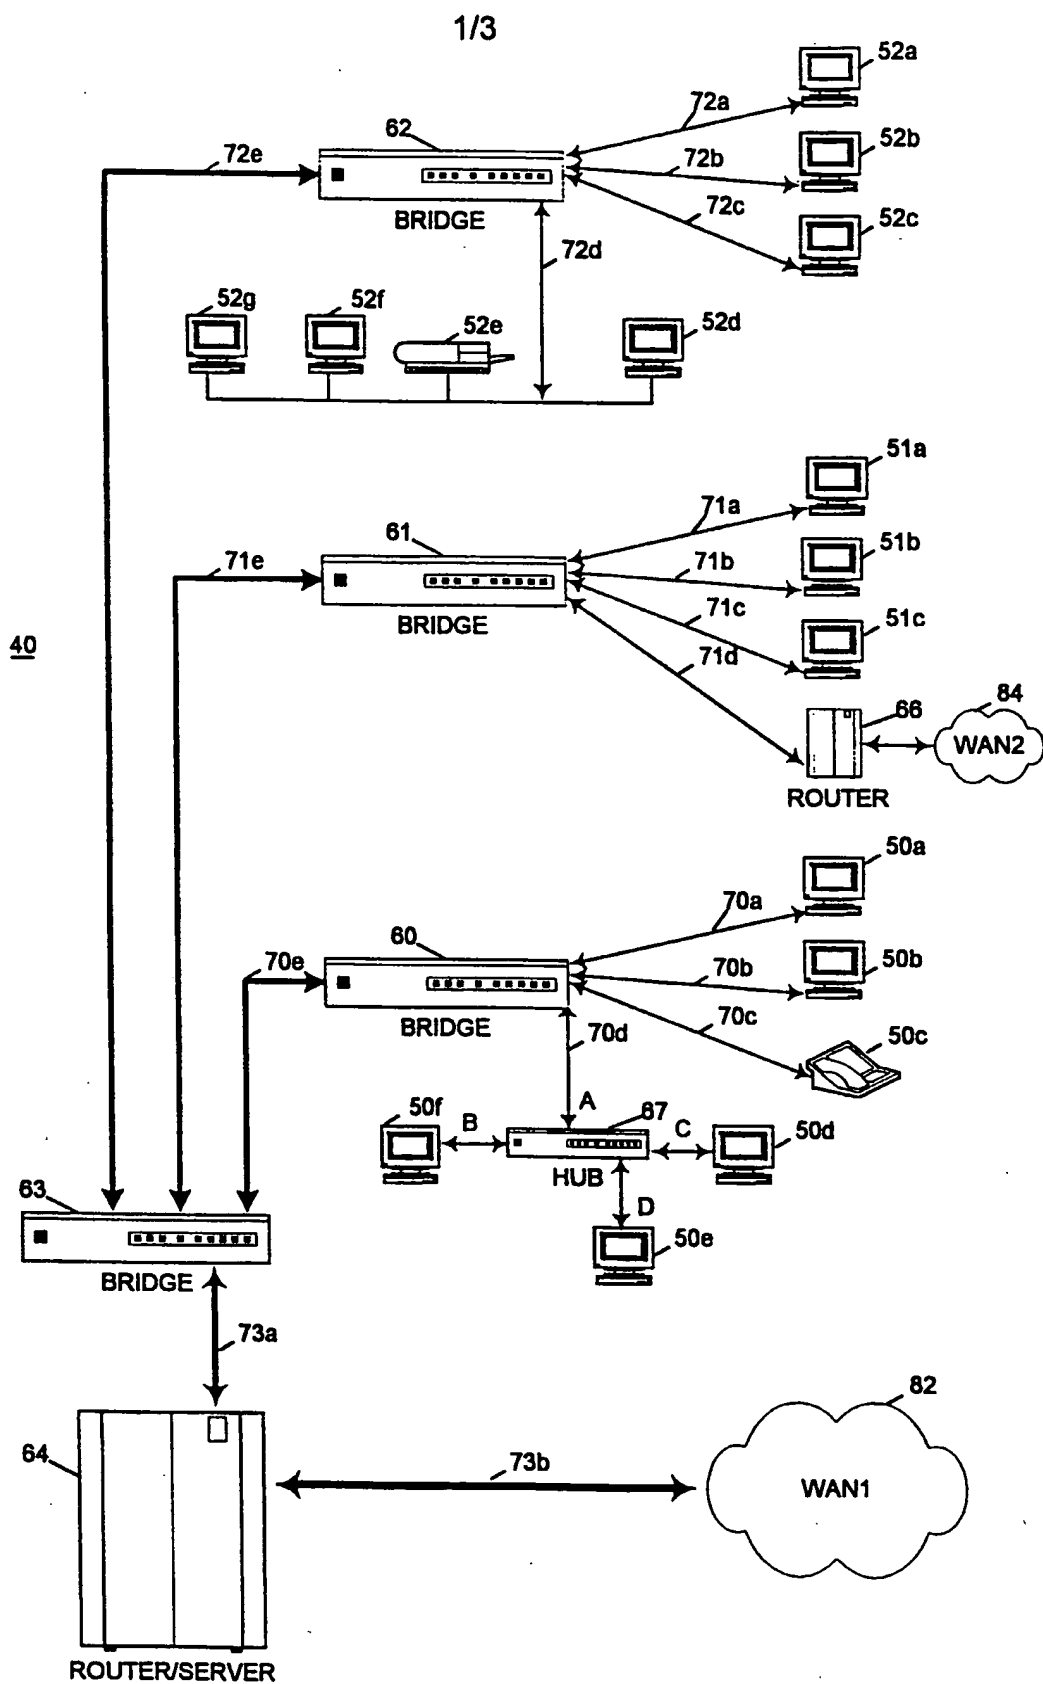 1/3
52a
72a
62
72e
72b
52b
72c
52c
BRIDGE
72d
52g
52f
52e
52d
51a
71a
61
71e
71b
51b
71c
51c
BRIDGE
71d
40
66
84
WAN2
ROUTER
50a
70a
60
70e
70b
50b
BRIDGE
70d
70c
50c
50f
B
A
67
C
50d
HUB
D
63
50e
BRIDGE
73a
82
64
73b
WAN1
ROUTER/SERVER